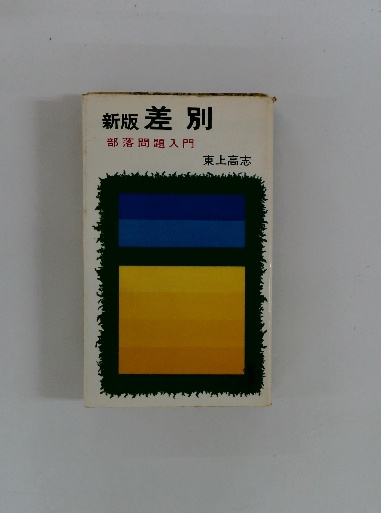 新版 差別
部落問題入門
東上高志